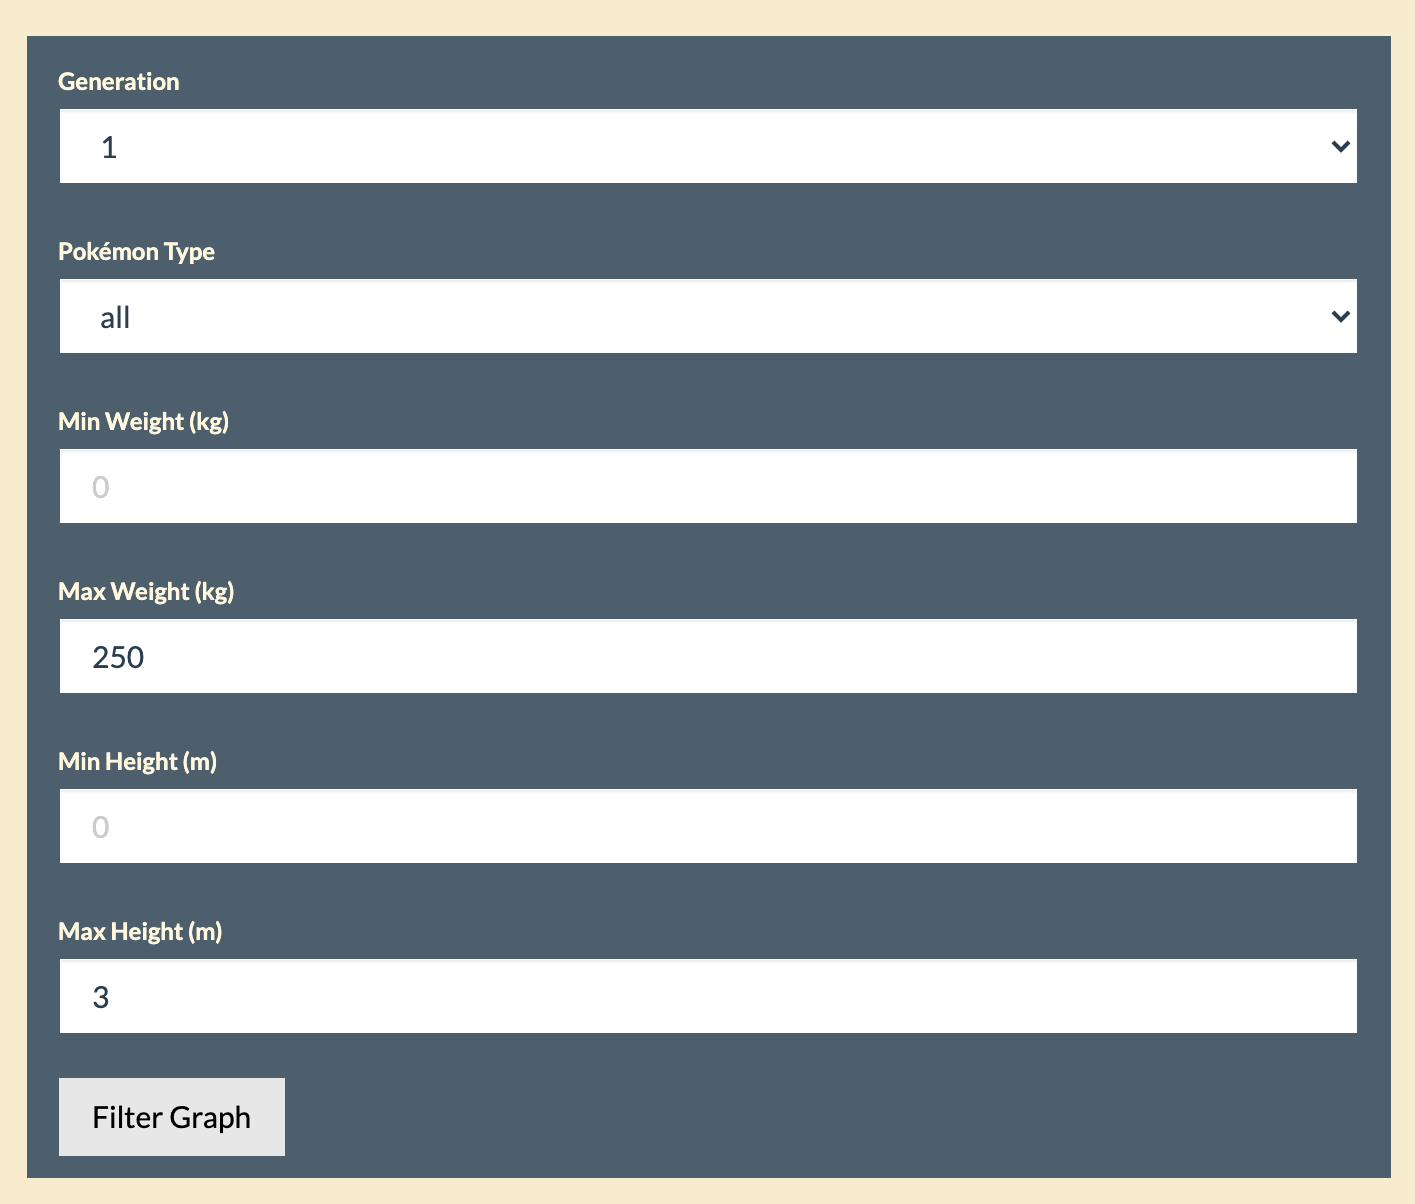 Generation
1
Pokémon Type
all
Min Weight (kg)
0
Max Weight (kg)
250
Min Height (m)
0
Max Height (m)
3
Filter Graph